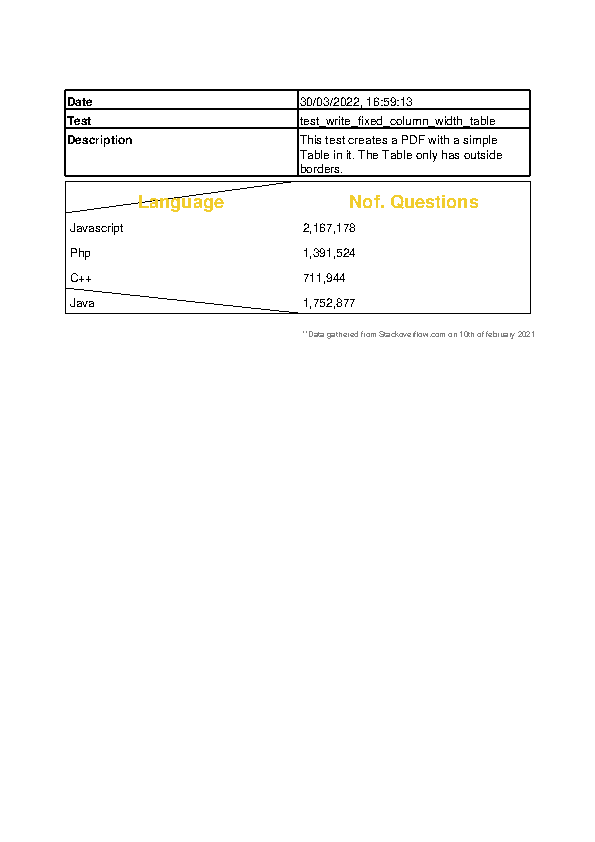 Date 30/03/2022, 16:59:13
Test test_write_fixed_column_width_table
Description This test creates a PDF with a simple
Table in it. The Table only has outside
borders.
Language Nof. Questions
Javascript 2,167,178
Php 1,391,524
C++ 711,944
Java 1,752,877
**Data gathered from Stackoverflow.com on 10th of february 2021